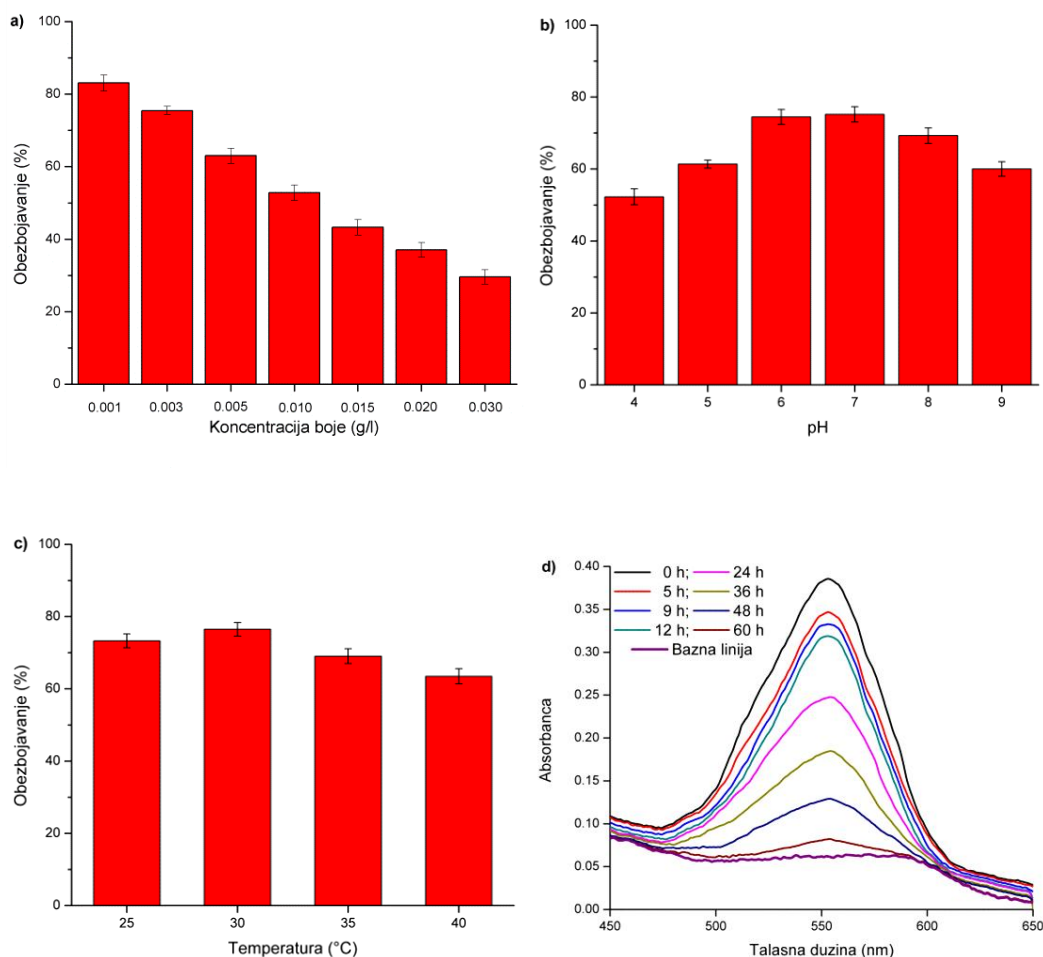 a)
100
80
60
40
20
0
Obezbojavanje (%)
0.001 0.003 0.005 0.010 0.015 0.020 0.030
Koncentracija boje (g/l)
b)
100
80
60
40
20
0
Obezbojavanje (%)
4 5 6 7 8 9
pH
c)
100
80
60
40
20
0
Obezbojavanje (%)
25 30 35 40
Temperatura (°C)
d)
0.40
0.35
0.30
0.25
0.20
0.15
0.10
0.05
0.00
Absorbanca
0 h; 24 h
5 h; 36 h
9 h; 48 h
12 h; 60 h
Bazna linija
450 500 550 600 650
Talasna duzina (nm)